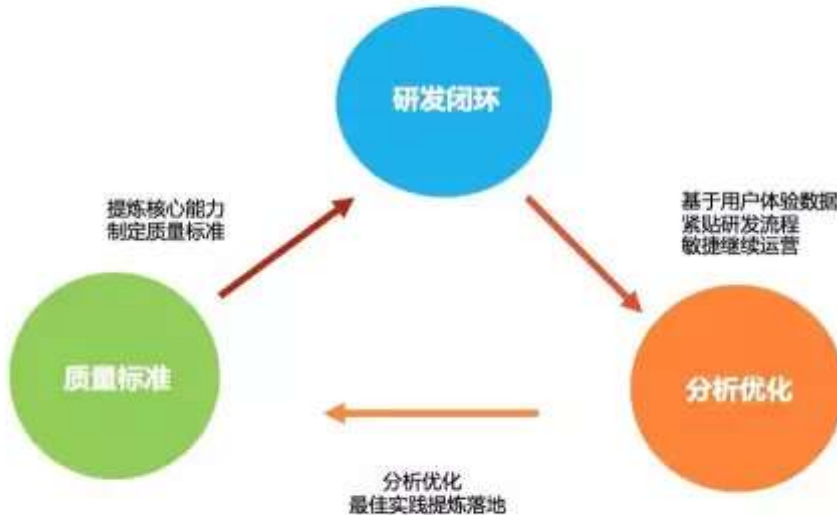 研发闭环
提炼核心能力
制定质量标准
基于用户体验数据
紧贴研发流程
敏捷继续运营
质量标准
分析优化
分析优化
最佳实践提炼落地